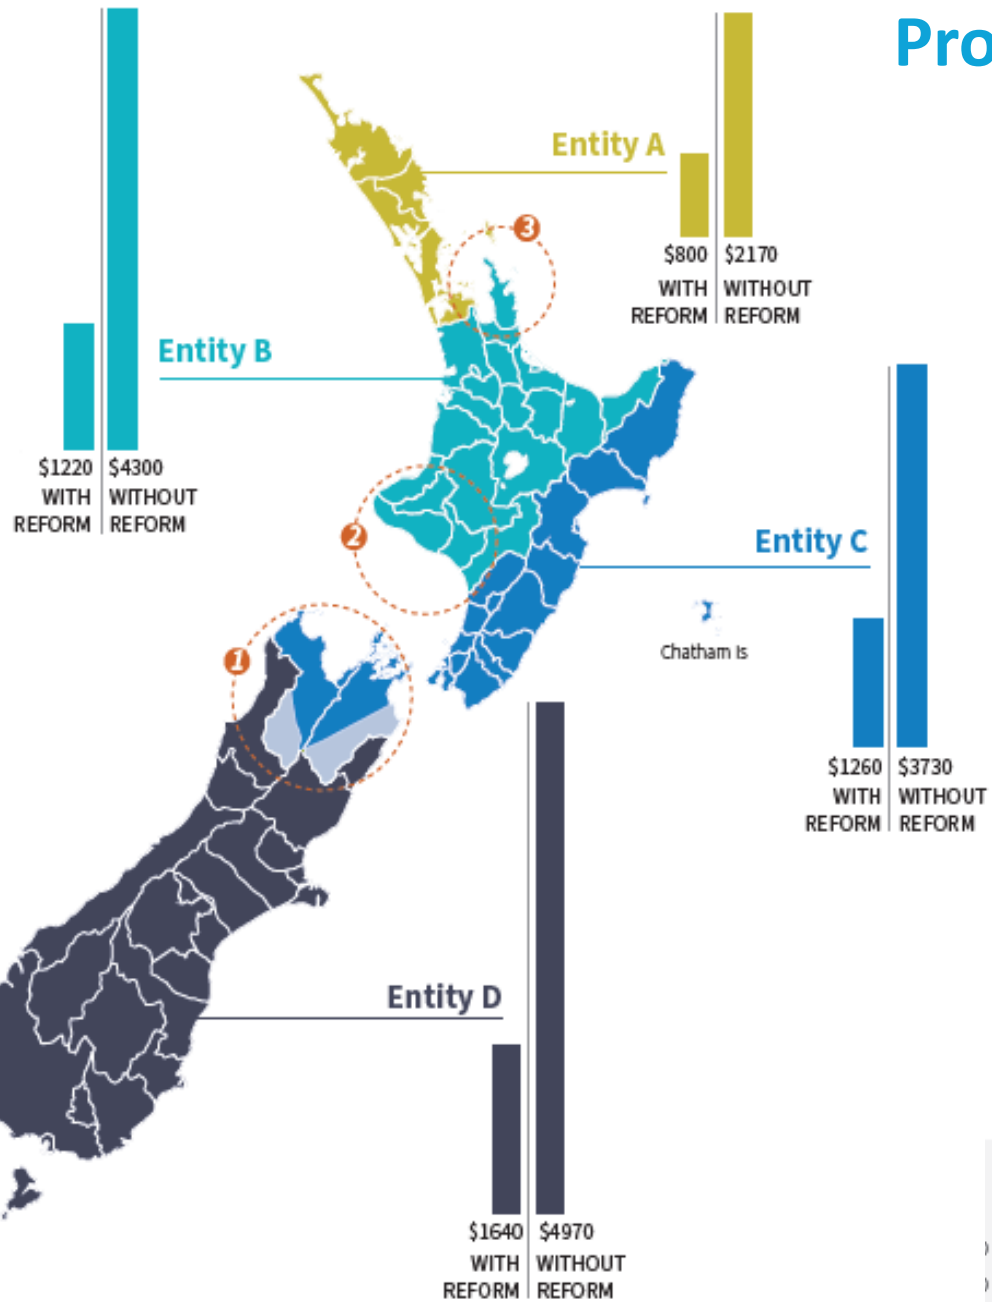 Pro
Entity A
3
$800 $2170
WITH WITHOUT
REFORM REFORM
Entity B
$1220 $4300
WITH WITHOUT
REFORM REFORM
2
Entity C
1
Chatham Is
$1260 $3730
WITH WITHOUT
REFORM REFORM
Entity D
$1640 $4970
WITH WITHOUT
REFORM REFORM